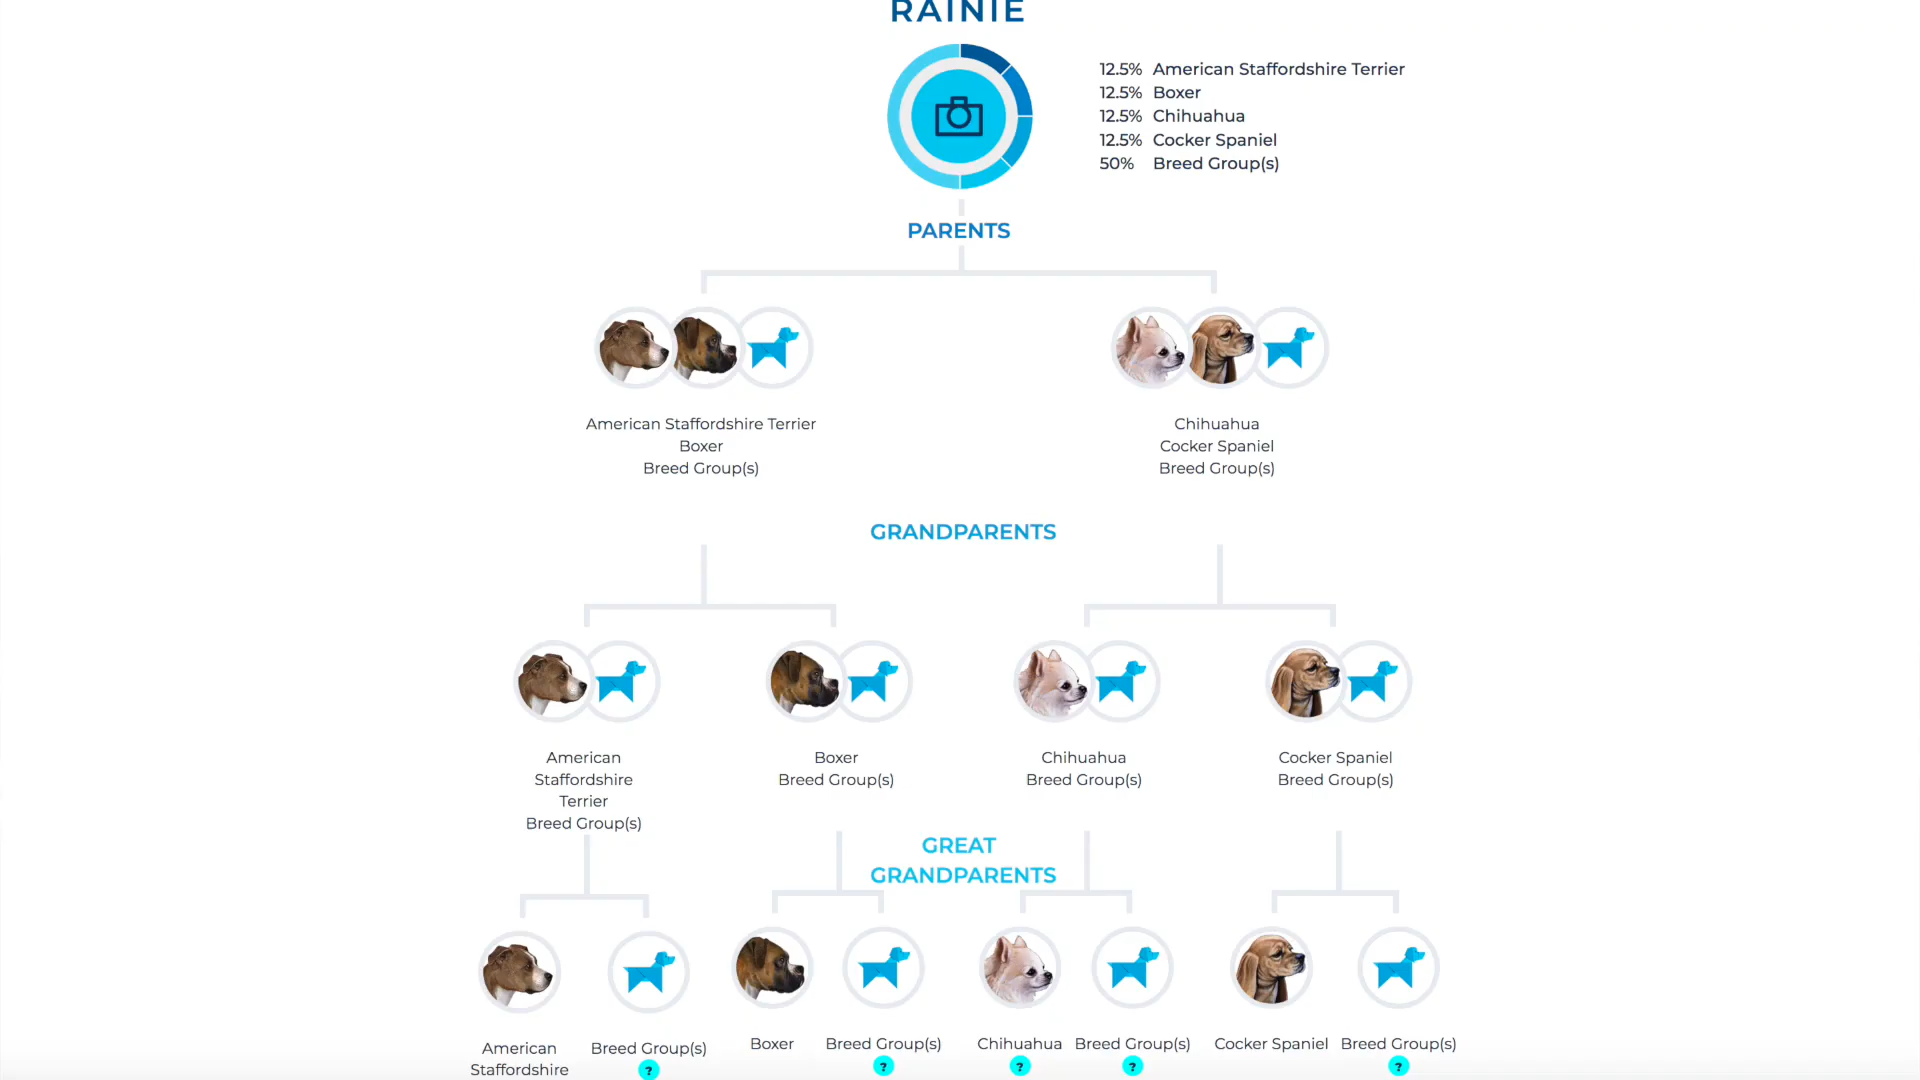 RAINIE
12.5% American Staffordshire Terrier
12.5% Boxer
12.5% Chihuahua
12.5% Cocker Spaniel
50% Breed Group(s)
PARENTS
American Staffordshire Terrier
Boxer
Breed Group(s)
Chihuahua
Cocker Spaniel
Breed Group(s)
GRANDPARENTS
American
Staffordshire
Terrier
Breed Group(s)
Boxer
Breed Group(s)
Chihuahua
Breed Group(s)
Cocker Spaniel
Breed Group(s)
GREAT
GRANDPARENTS
American
Staffordshire
Breed Group(s)
?
Boxer
Breed Group(s)
?
Chihuahua
?
Breed Group(s)
?
Cocker Spaniel
Breed Group(s)
?